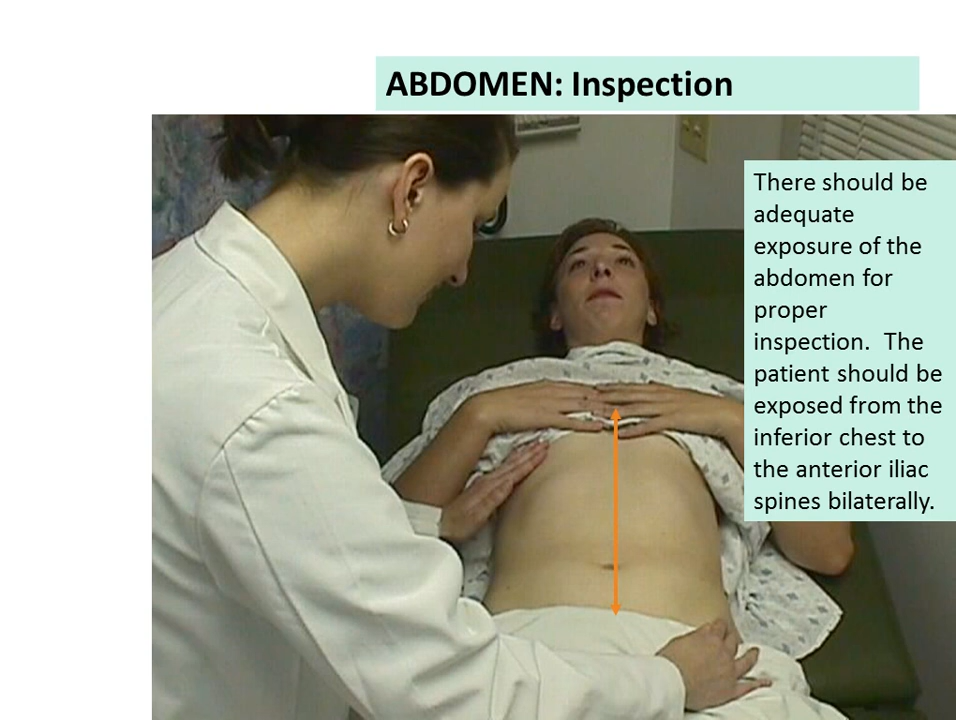 ABDOMEN: Inspection
There should be
adequate
exposure of the
abdomen for
proper
inspection.  The
patient should be
exposed from the
inferior chest to
the anterior iliac
spines bilaterally.